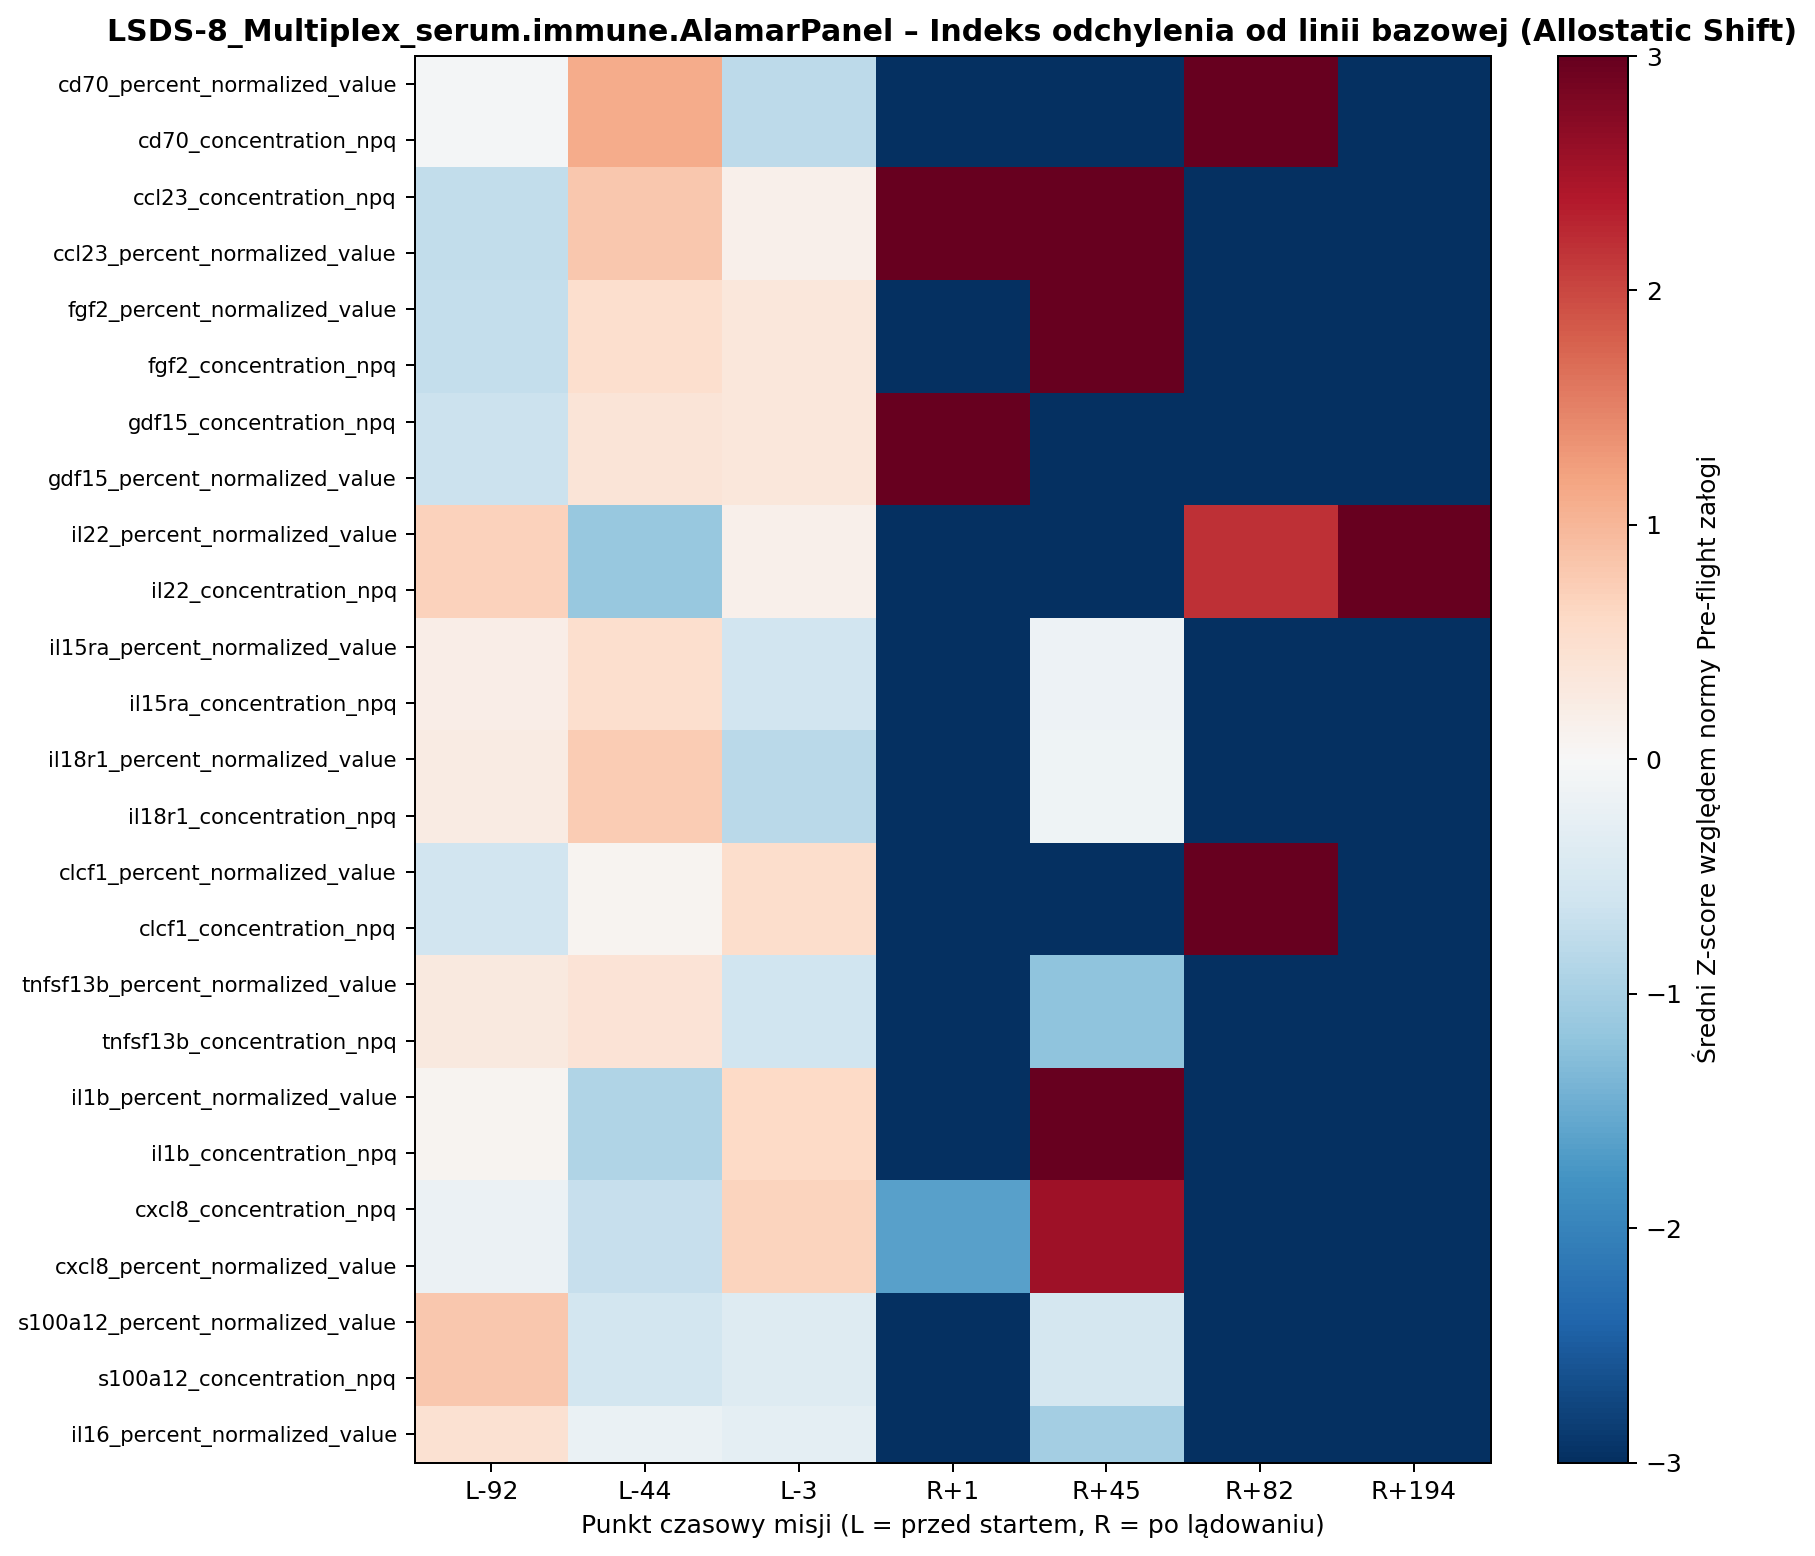 LSDS-8_Multiplex_serum.immune.AlamarPanel – Indeks odchylenia od linii bazowej (Allostatic Shift)
cd70_percent_normalized_value
cd70_concentration_npq
ccl23_concentration_npq
ccl23_percent_normalized_value
fgf2_percent_normalized_value
fgf2_concentration_npq
gdf15_concentration_npq
gdf15_percent_normalized_value
il22_percent_normalized_value
il22_concentration_npq
il15ra_percent_normalized_value
il15ra_concentration_npq
il18r1_percent_normalized_value
il18r1_concentration_npq
clcf1_percent_normalized_value
clcf1_concentration_npq
tnfsf13b_percent_normalized_value
tnfsf13b_concentration_npq
il1b_percent_normalized_value
il1b_concentration_npq
cxcl8_concentration_npq
cxcl8_percent_normalized_value
s100a12_percent_normalized_value
s100a12_concentration_npq
il16_percent_normalized_value
L-92 L-44 L-3 R+1 R+45 R+82 R+194
Punkt czasowy misji (L = przed startem, R = po lądowaniu)
3
2
1
0
−1
−2
−3
Średni Z-score względem normy Pre-flight załogi